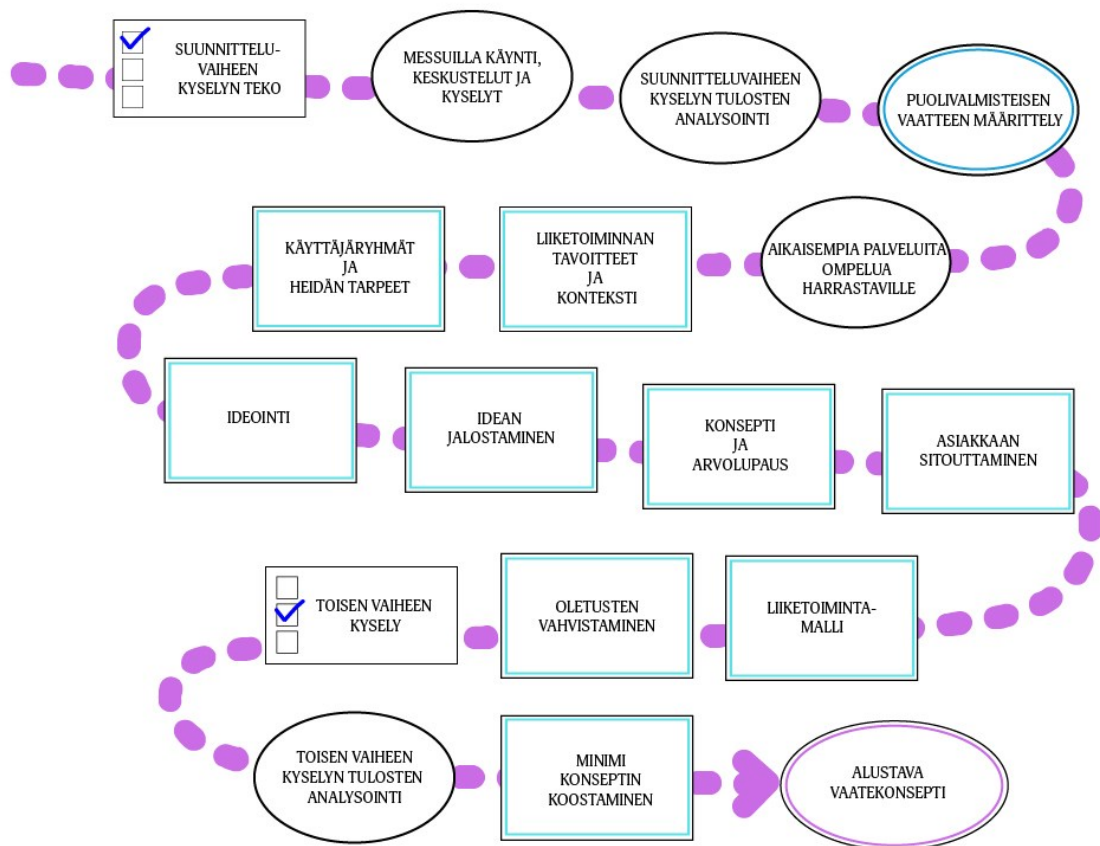 SUUNNITTELU-
VAIHEEN
KYSELYN TEKO
MESSUILLA KÄYNTI,
KESKUSTELUT JA
KYSELYT
SUUNNITTELUVAIHEEN
KYSELYN TULOSTEN
ANALYSOINTI
PUOLIVALMISTEISEN
VAATTEEN MÄÄRITTELY
AIKAISEMPIA PALVELUITA
OMPELUA
HARRASTAVILLE
LIIKETOIMINNAN
TAVOITTEET
JA
KONTEKSTI
KÄYTTÄJÄRYHMÄT
JA
HEIDÄN TARPEET
IDEOINTI
IDEAN
JALOSTAMINEN
KONSEPTI
JA
ARVOLUPAUS
ASIAKKAAN
SITOUTTAMINEN
LIIKETOIMINTA-
MALLI
OLETUSTEN
VAHVISTAMINEN
TOISEN VAIHEEN
KYSELY
TOISEN VAIHEEN
KYSELYN TULOSTEN
ANALYSOINTI
MINIMI
KONSEPTIN
KOOSTAMINEN
ALUSTAVA
VAATEKONSEPTI